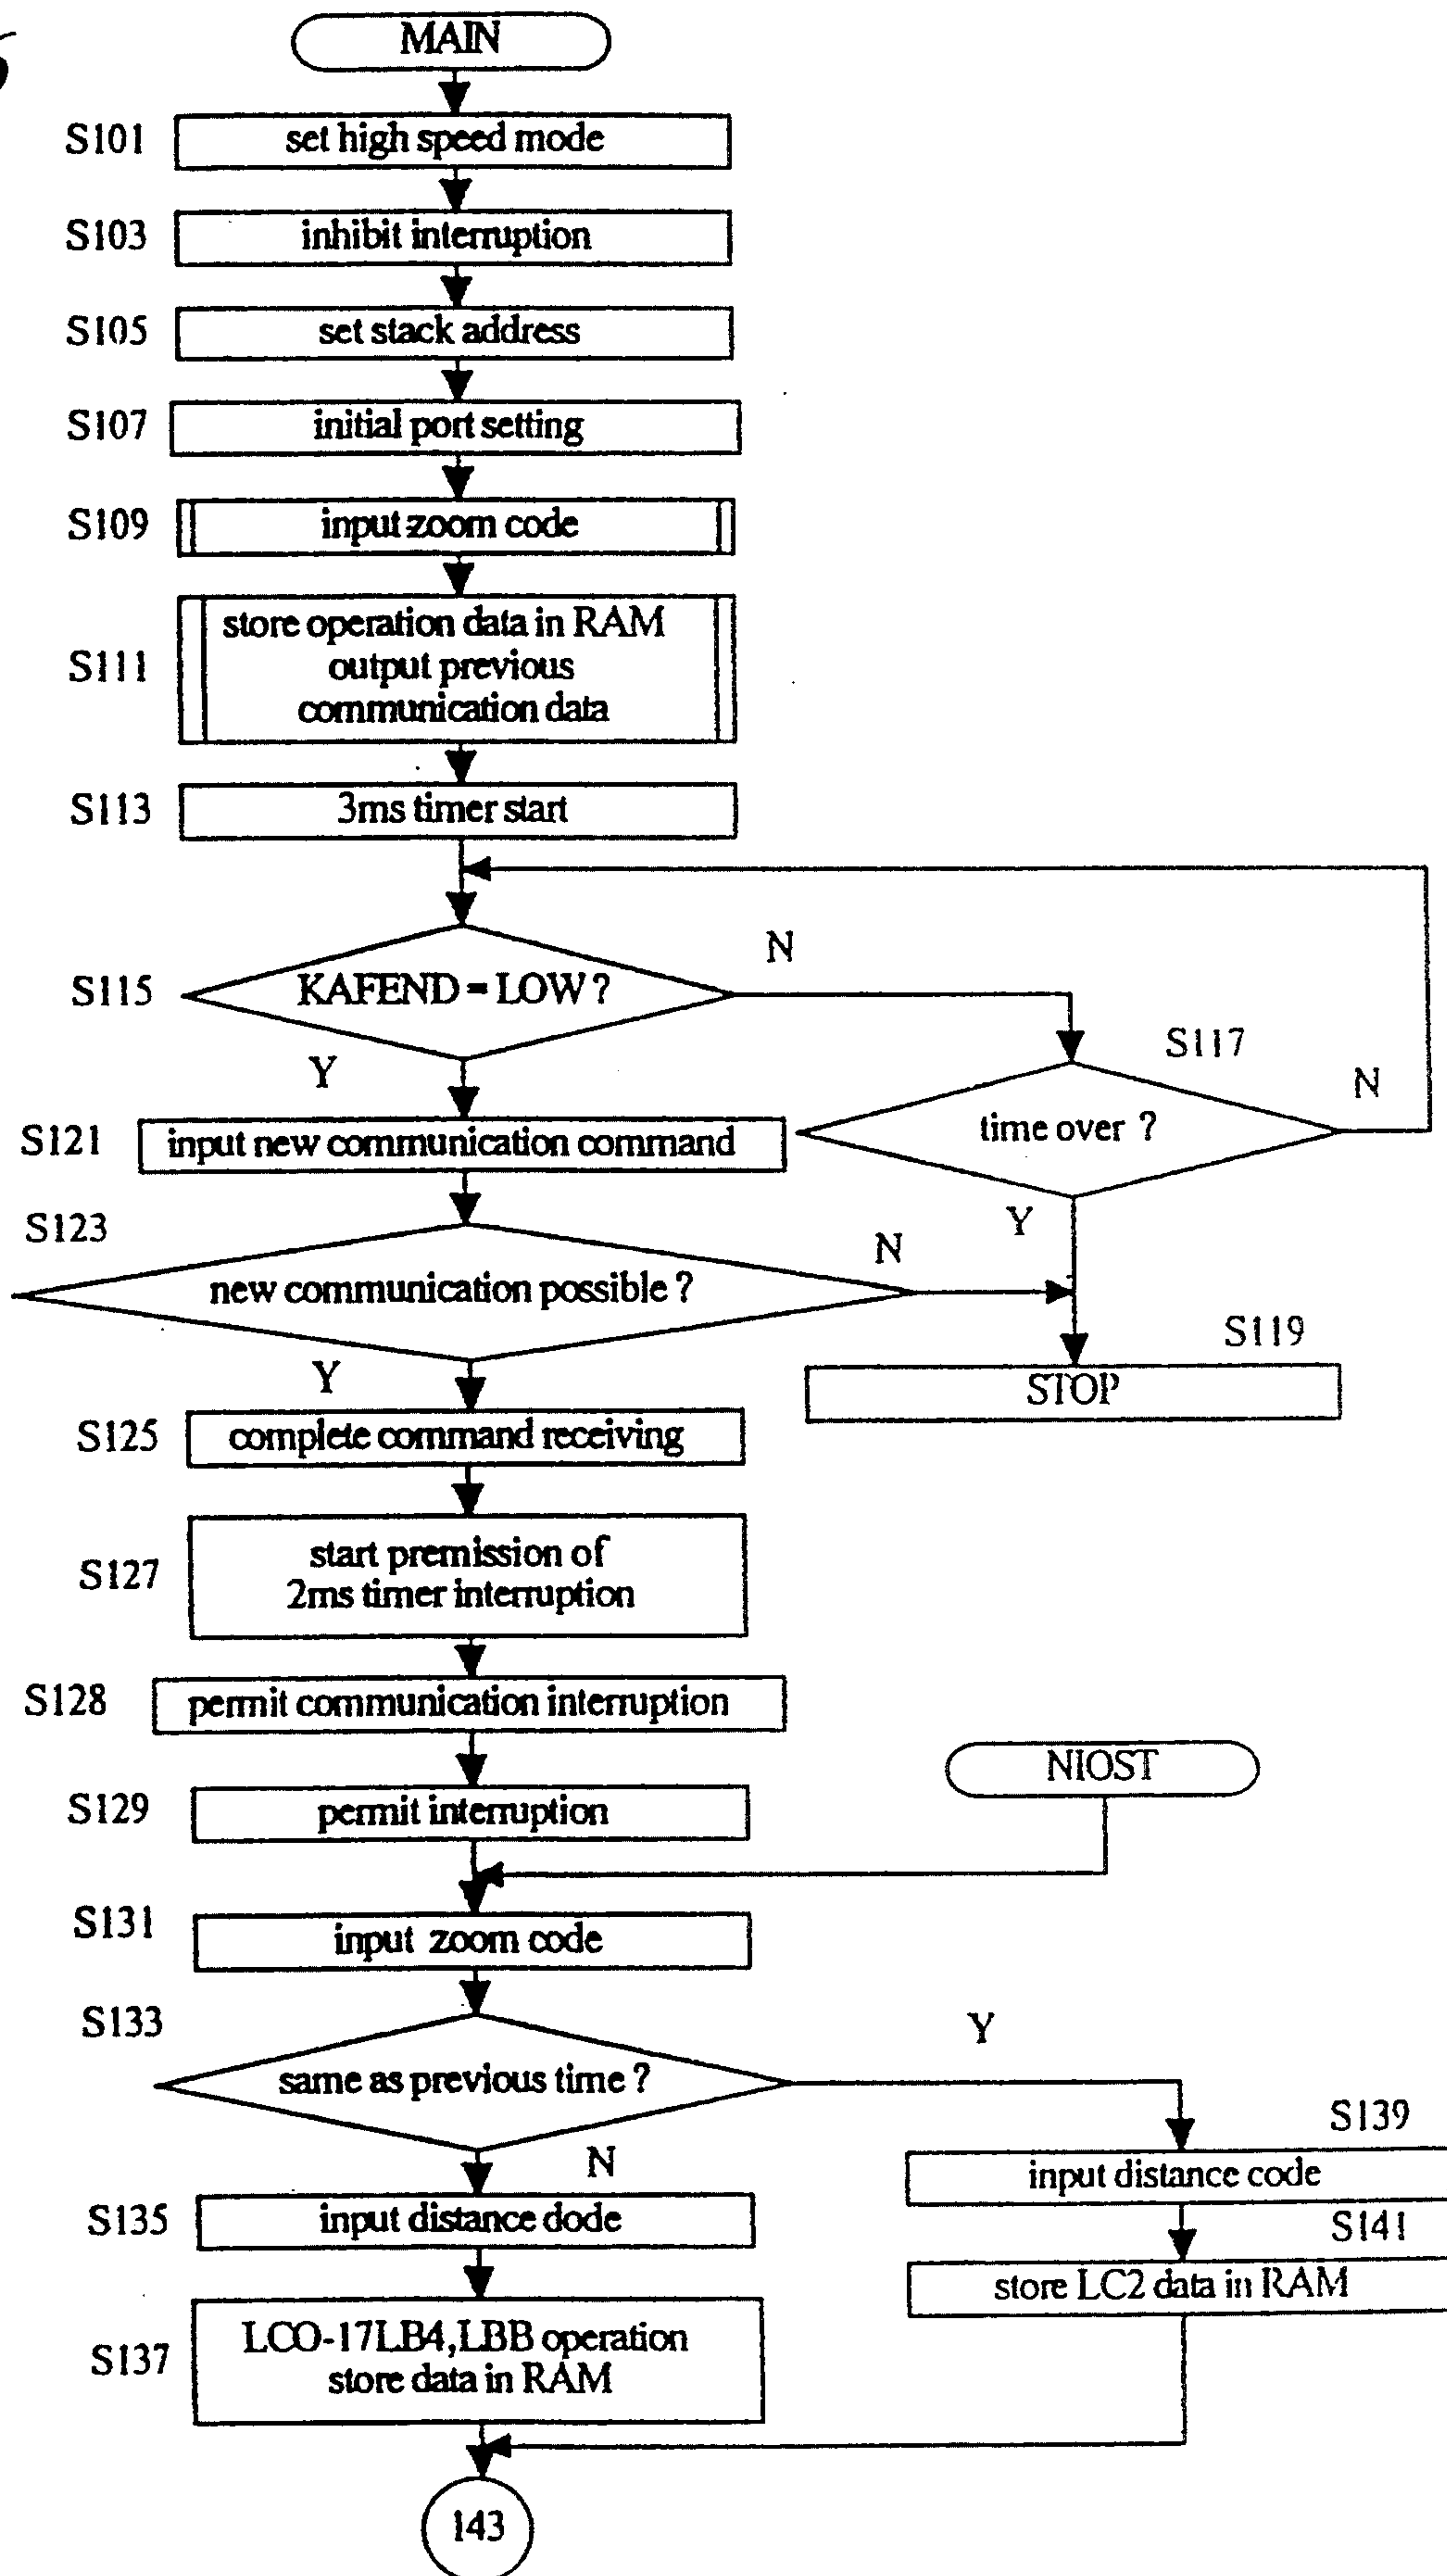 MAIN
S101
set high speed mode
S103
inhibit interruption
S105
set stack address
S107
initial port setting
S109
input zoom code
S111
store operation data in RAM
output previous
communication data
S113
3ms timer start
S115
KAFEND = LOW ?
N
Y
S117
time over ?
N
Y
S121
input new communication command
S123
new communication possible ?
N
Y
S119
STOP
S125
complete command receiving
S127
start premission of
2ms timer interruption
S128
permit communication interruption
NIOST
S129
permit interruption
S131
input zoom code
S133
same as previous time ?
Y
N
S139
input distance code
S135
input distance dode
S141
store LC2 data in RAM
S137
LCO-17LB4,LBB operation
store data in RAM
143